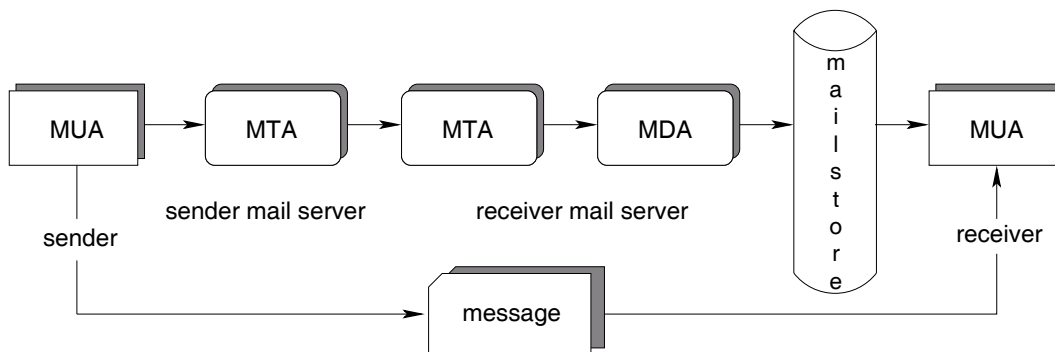 MUA
MTA
MTA
MDA
mailstore
MUA
sender mail server
receiver mail server
sender
receiver
message